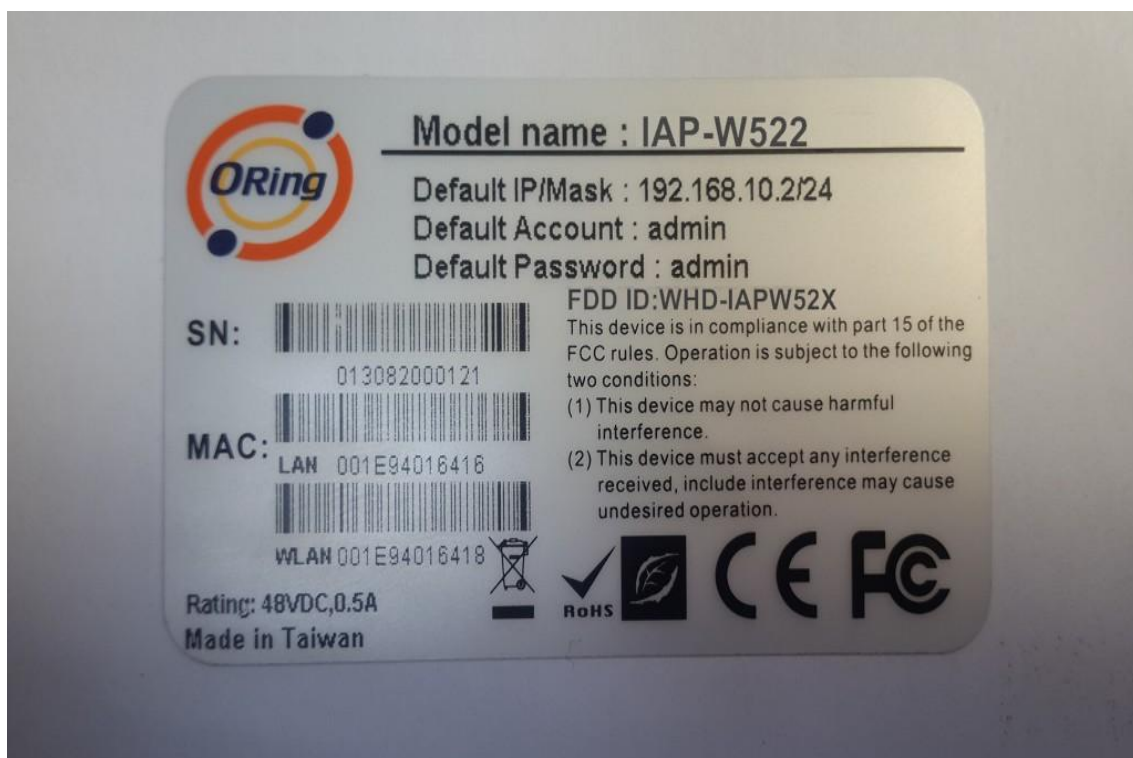 ORing
Model name : IAP-W522
Default IP/Mask : 192.168.10.2/24
Default Account : admin
Default Password : admin
FDD ID:WHD-IAPW52X
This device is in compliance with part 15 of the
FCC rules. Operation is subject to the following
two conditions:
(1) This device may not cause harmful
interference.
(2) This device must accept any interference
received, include interference may cause
undesired operation.
SN:
013082000121
MAC:
LAN 001E94016416
WLAN 001E94016418
Rating: 48VDC,0.5A
Made in Taiwan
RoHS
CE
FC